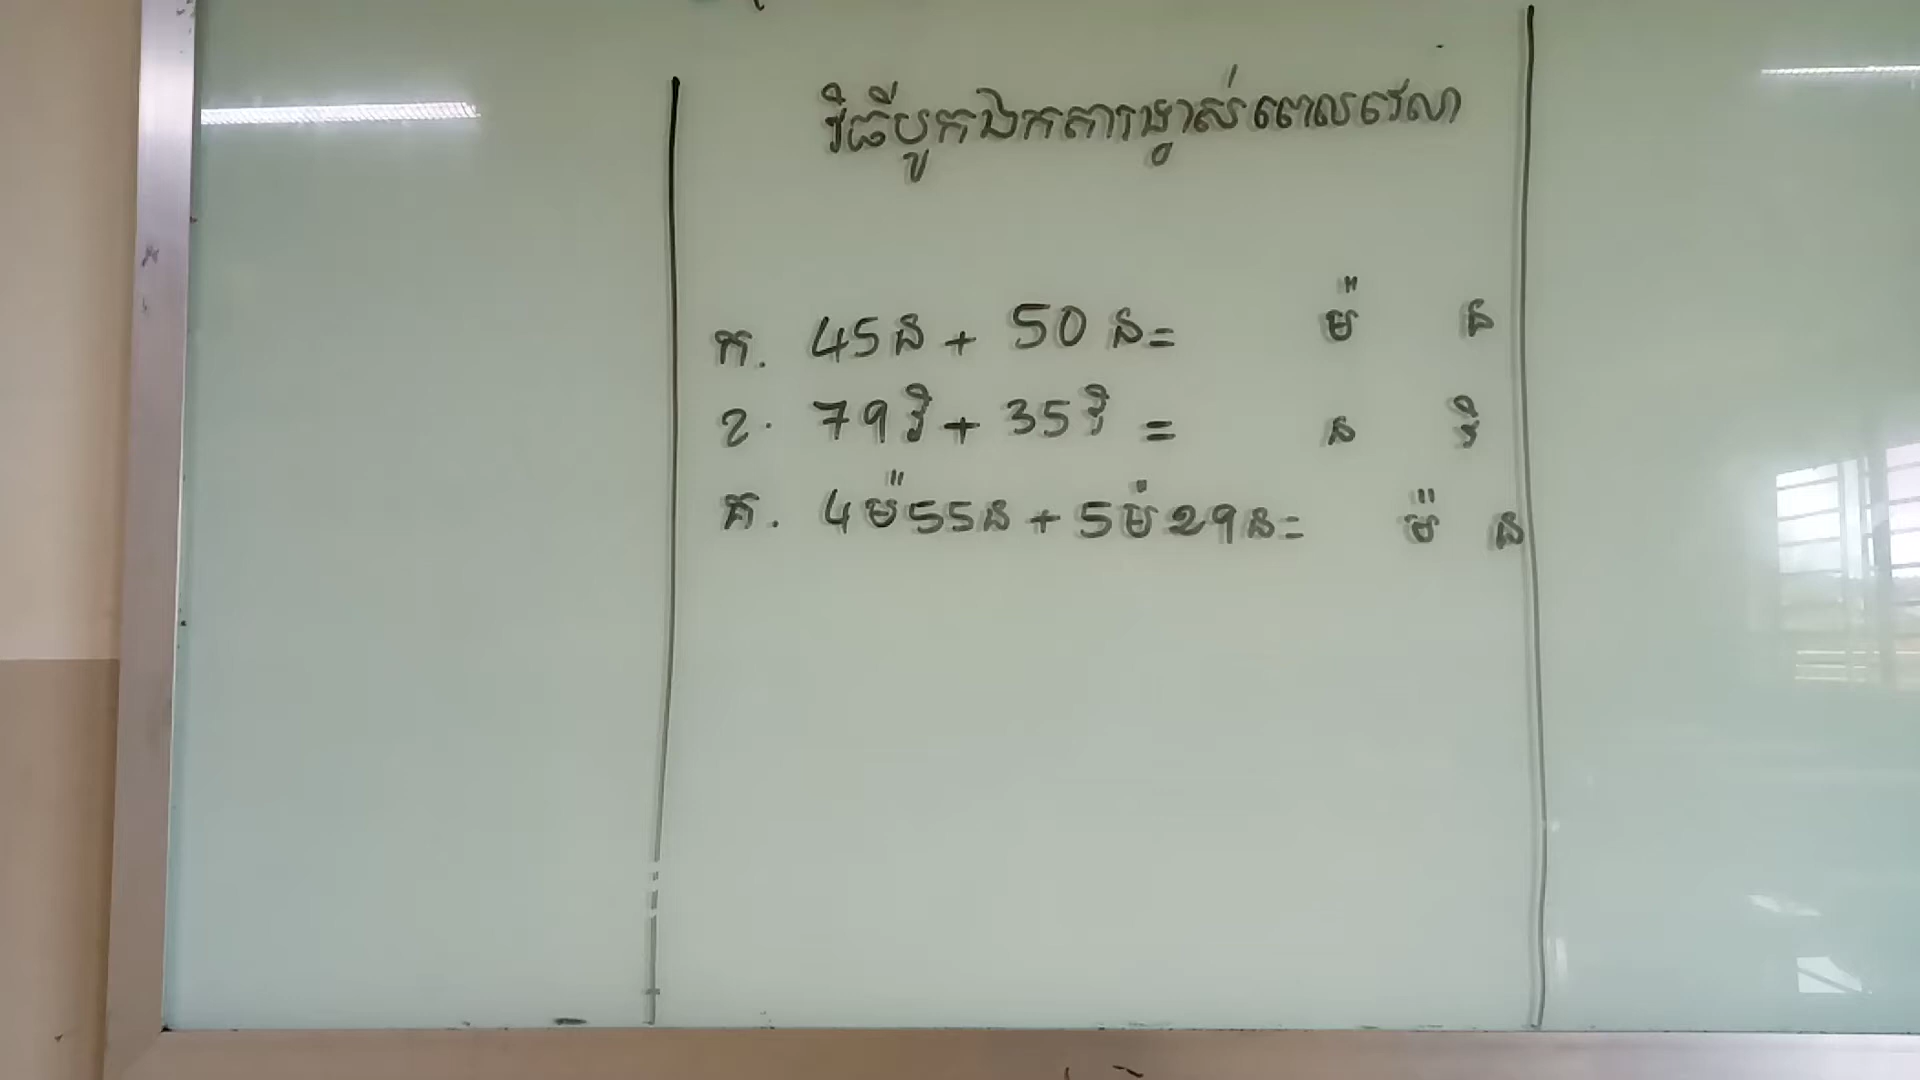 វិធីបូកឯកតារង្វាស់ពេលវេលា
ក. 45ន + 50 ន= ម៉ ន
ខ. 79វិ + 35វិ = ន វិ
គ. 4ម៉55ន + 5ម៉29ន= ម៉ ន